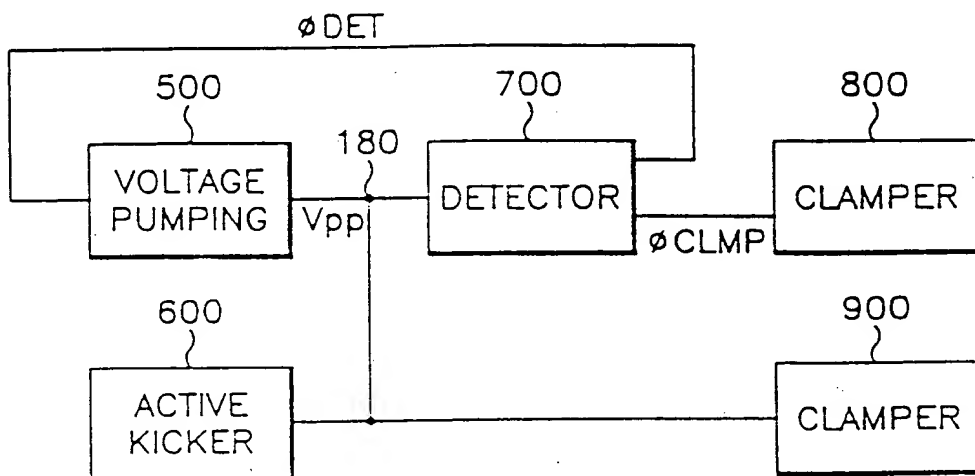 øDET
500
700
800
180
VOLTAGE
PUMPING
Vpp
DETECTOR
CLAMPER
øCLMP
600
900
ACTIVE
KICKER
CLAMPER